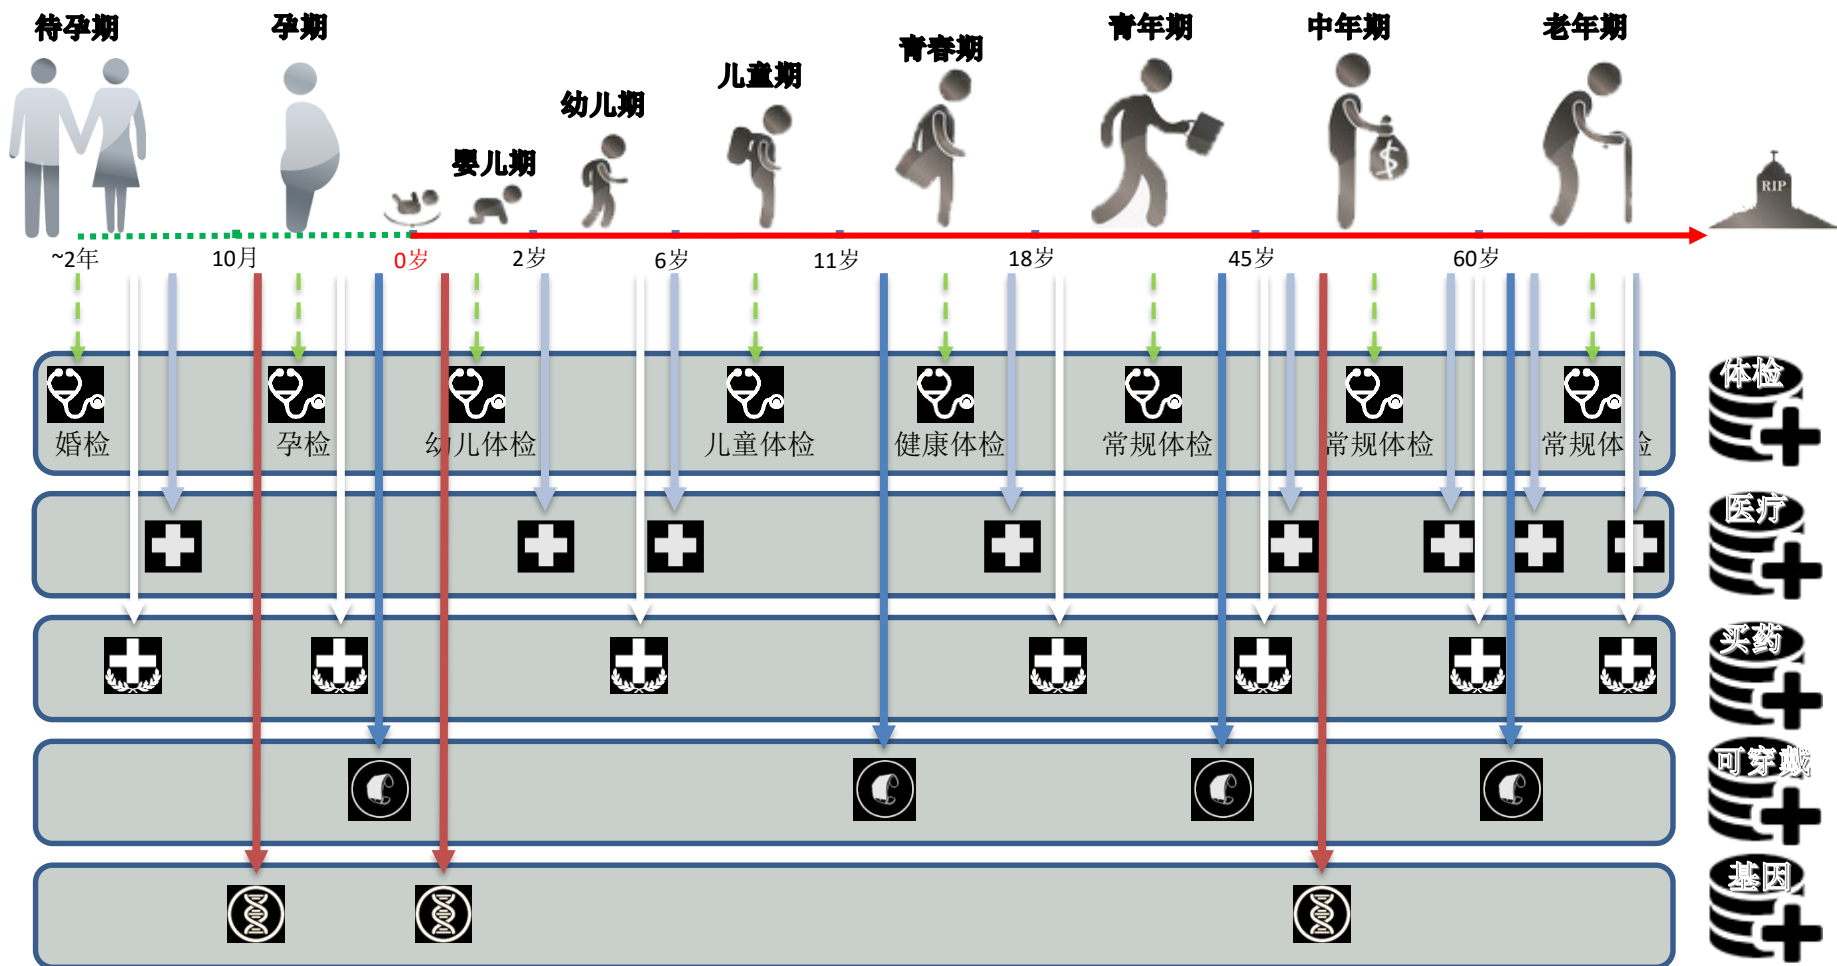 待孕期
孕期
婴儿期
幼儿期
儿童期
青春期
青年期
中年期
老年期
RIP
~2年
10月
0岁
2岁
6岁
11岁
18岁
45岁
60岁
婚检
孕检
幼儿体检
儿童体检
健康体检
常规体检
常规体检
常规体检
体检
医疗
买药
可穿戴
基因